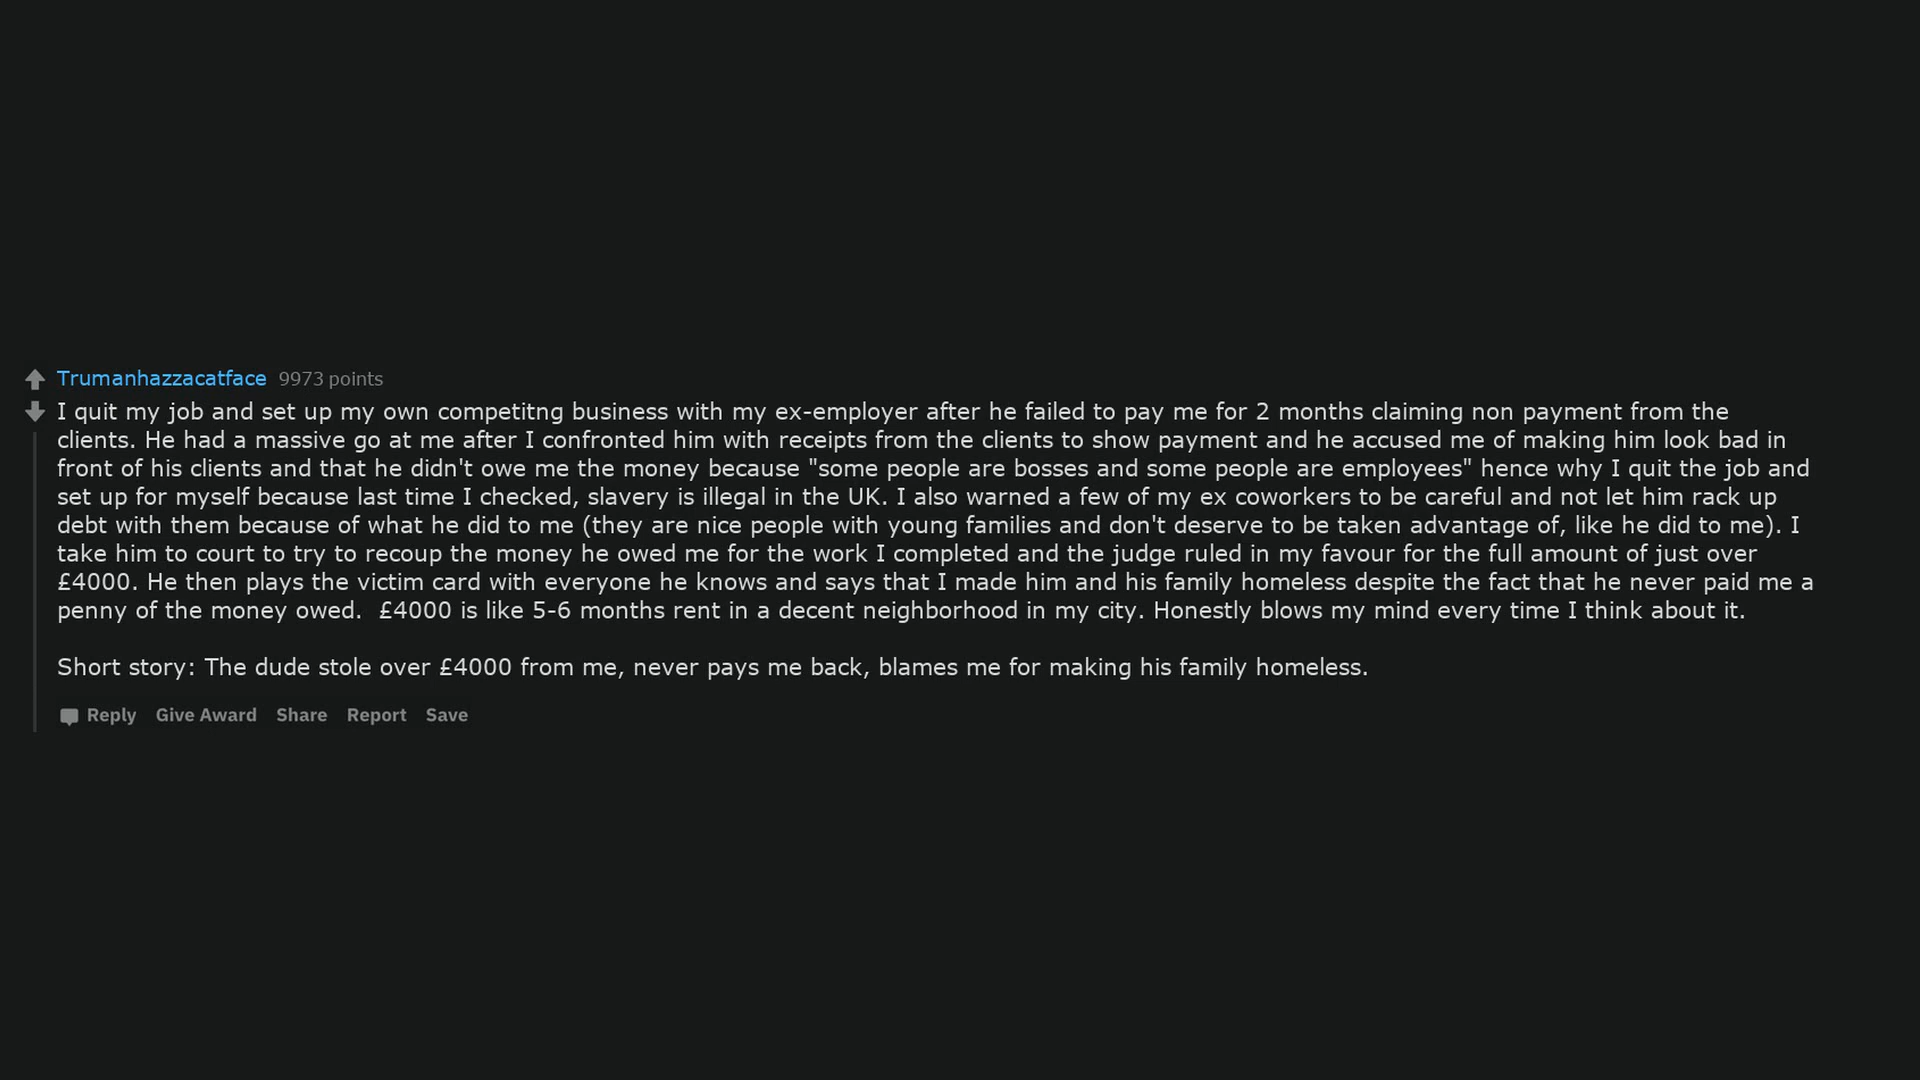 Trumanhazzacatface 9973 points
I quit my job and set up my own competitng business with my ex-employer after he failed to pay me for 2 months claiming non payment from the
clients. He had a massive go at me after I confronted him with receipts from the clients to show payment and he accused me of making him look bad in
front of his clients and that he didn't owe me the money because "some people are bosses and some people are employees" hence why I quit the job and
set up for myself because last time I checked, slavery is illegal in the UK. I also warned a few of my ex coworkers to be careful and not let him rack up
debt with them because of what he did to me (they are nice people with young families and don't deserve to be taken advantage of, like he did to me). I
take him to court to try to recoup the money he owed me for the work I completed and the judge ruled in my favour for the full amount of just over
£4000. He then plays the victim card with everyone he knows and says that I made him and his family homeless despite the fact that he never paid me a
penny of the money owed.  £4000 is like 5-6 months rent in a decent neighborhood in my city. Honestly blows my mind every time I think about it.
Short story: The dude stole over £4000 from me, never pays me back, blames me for making his family homeless.
Reply Give Award Share Report Save